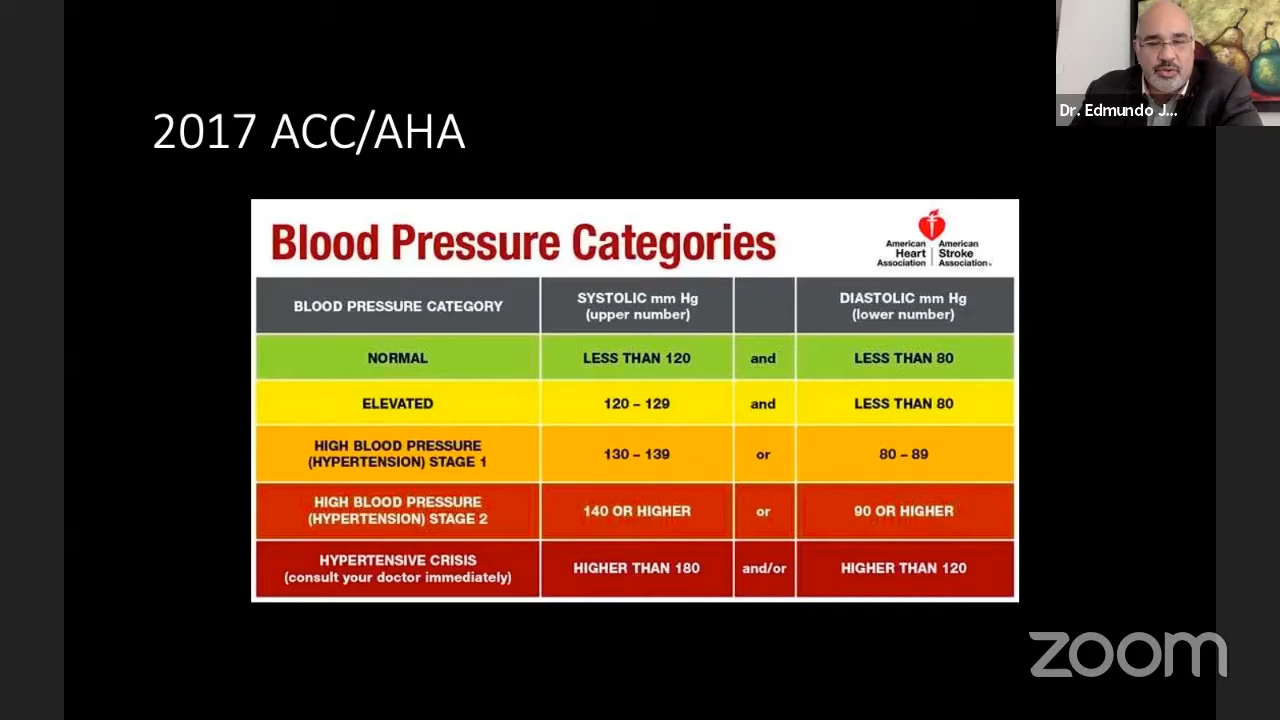 Dr. Edmundo J...
2017 ACC/AHA
Blood Pressure Categories
American Heart Association
American Stroke Association®
BLOOD PRESSURE CATEGORY
SYSTOLIC mm Hg
(upper number)
DIASTOLIC mm Hg
(lower number)
NORMAL
LESS THAN 120
and
LESS THAN 80
ELEVATED
120 – 129
and
LESS THAN 80
HIGH BLOOD PRESSURE
(HYPERTENSION) STAGE 1
130 – 139
or
80 – 89
HIGH BLOOD PRESSURE
(HYPERTENSION) STAGE 2
140 OR HIGHER
or
90 OR HIGHER
HYPERTENSIVE CRISIS
(consult your doctor immediately)
HIGHER THAN 180
and/or
HIGHER THAN 120
zoom